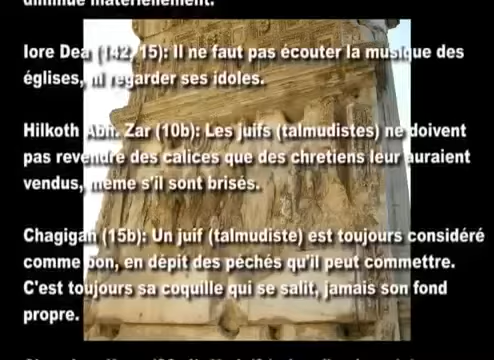 diminue matériellement.
Iore Dea (142, 15): Il ne faut pas écouter la musique des
églises, ni regarder ses idoles.
Hilkoth Abh. Zar (10b): Les juifs (talmudistes) ne doivent
pas revendre des calices que des chretiens leur auraient
vendus, meme s'il sont brisés.
Chagigah (15b): Un juif (talmudiste) est toujours considéré
comme bon, en dépit des péchés qu'il peut commettre.
C'est toujours sa coquille qui se salit, jamais son fond
propre.